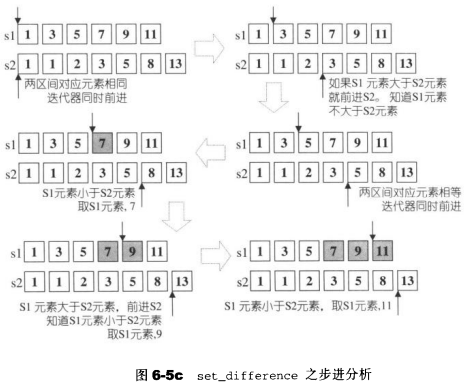 s1 1 3 5 7 9 11
s2 1 1 2 3 5 8 13
两区间对应元素相同
迭代器同时前进
s1 1 3 5 7 9 11
s2 1 1 2 3 5 8 13
如果S1 元素大于S2元素
就前进S2。 知道S1元素
不大于S2元素
s1 1 3 5 7 9 11
s2 1 1 2 3 5 8 13
S1元素小于S2元素
取S1元素, 7
s1 1 3 5 7 9 11
s2 1 1 2 3 5 8 13
两区间对应元素相等
迭代器同时前进
s1 1 3 5 7 9 11
s2 1 1 2 3 5 8 13
S1 元素大于S2元素, 前进S2
知道S1元素小于S2元素
取S1元素,9
s1 1 3 5 7 9 11
s2 1 1 2 3 5 8 13
S1 元素小于S2元素, 取S1元素,11
图 6-5c set_difference 之步进分析